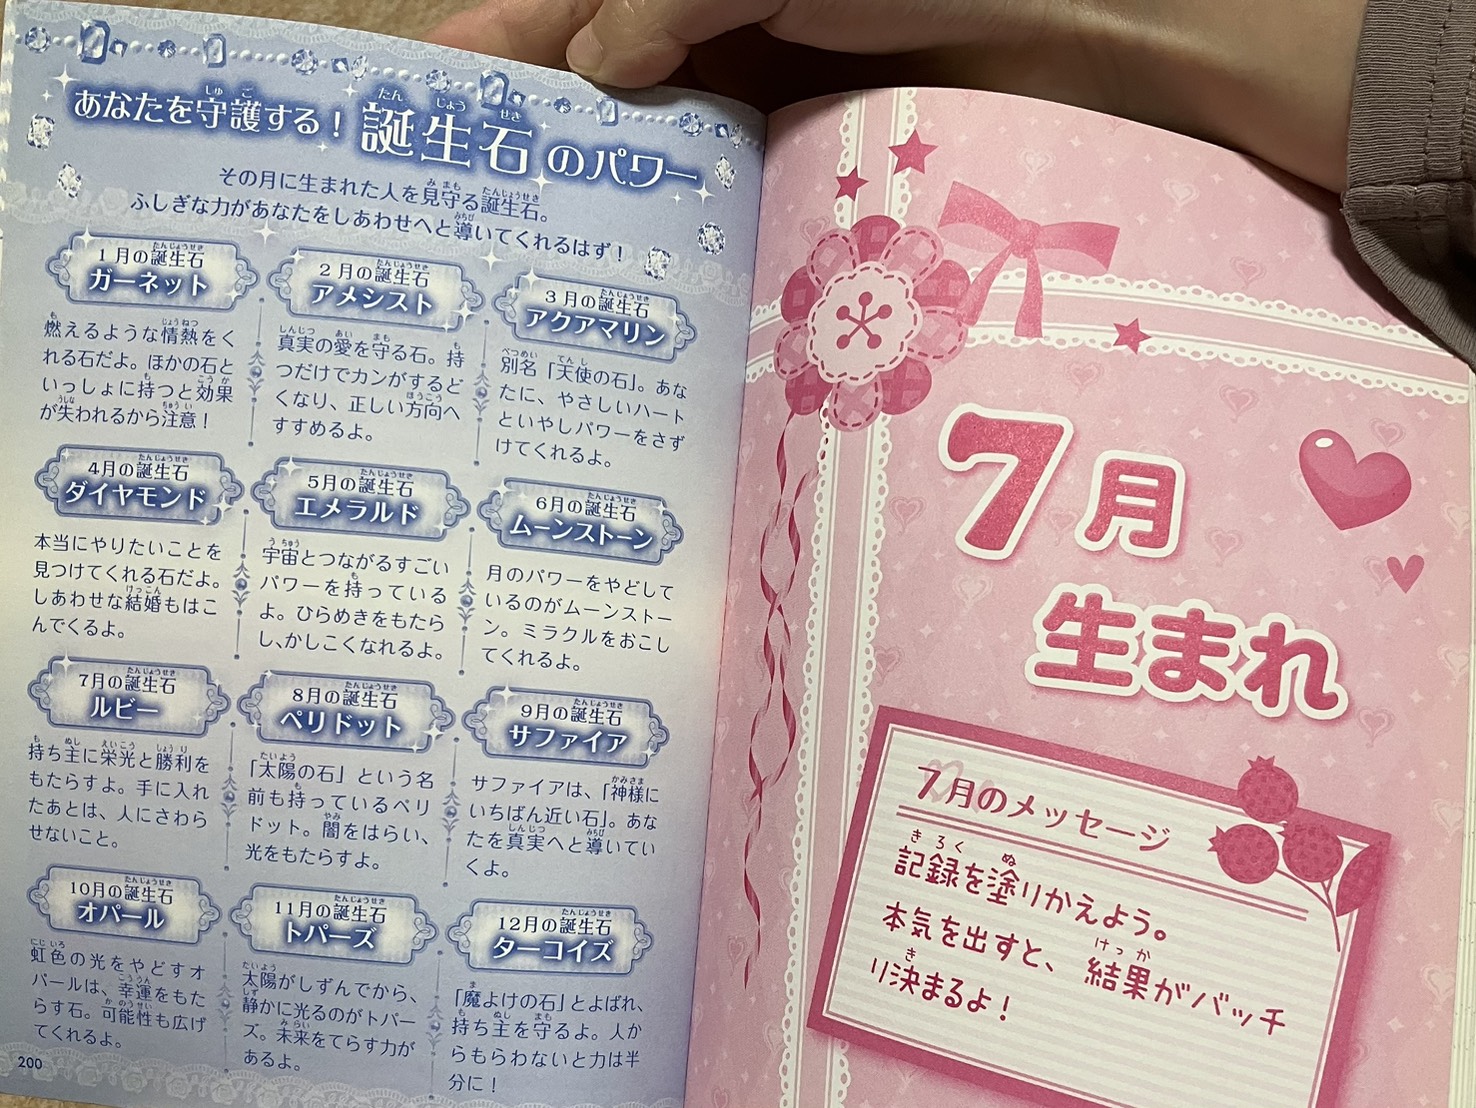 あなたを守護する！ 誕生石のパワー
その月に生まれた人を見守る誕生石。
ふしぎな力があなたをしあわせへと導いてくれるはず！
1月の誕生石
ガーネット
燃えるような情熱をく
れる石だよ。ほかの石と
いっしょに持つと効果
が失われるから注意！
2月の誕生石
アメシスト
真実の愛を守る石。持
つだけでカンがするど
くなり、正しい方向へ
すすめるよ。
3月の誕生石
アクアマリン
別名「天使の石」。あな
たに、やさしいハート
といやしパワーをさず
けてくれるよ。
4月の誕生石
ダイヤモンド
本当にやりたいことを
見つけてくれる石だよ。
しあわせな結婚もはこ
んでくるよ。
5月の誕生石
エメラルド
宇宙とつながるすごい
パワーを持っている
よ。ひらめきをもたら
し、かしこくなれるよ。
6月の誕生石
ムーンストーン
月のパワーをやどして
いるのがムーンストー
ン。ミラクルをおこし
てくれるよ。
7月の誕生石
ルビー
持ち主に栄光と勝利を
もたらすよ。手に入れ
たあとは、人にさわら
せないこと。
8月の誕生石
ペリドット
「太陽の石」という名
前も持っているペリ
ドット。闇をはらい、
光をもたらすよ。
9月の誕生石
サファイア
サファイアは、「神様に
いちばん近い石」。あな
たを真実へと導いてい
くよ。
10月の誕生石
オパール
虹色の光をやどすオ
パールは、幸運をもた
らす石。可能性も広げ
てくれるよ。
11月の誕生石
トパーズ
太陽がしずんでから、
静かに光るのがトパー
ズ。未来をてらす力が
あるよ。
12月の誕生石
ターコイズ
「魔よけの石」とよばれ、
持ち主を守るよ。人か
らもらわないと力は半
分に！
200
7月
生まれ
7月のメッセージ
記録を塗りかえよう。
本気を出すと、結果がバッチ
リ決まるよ！